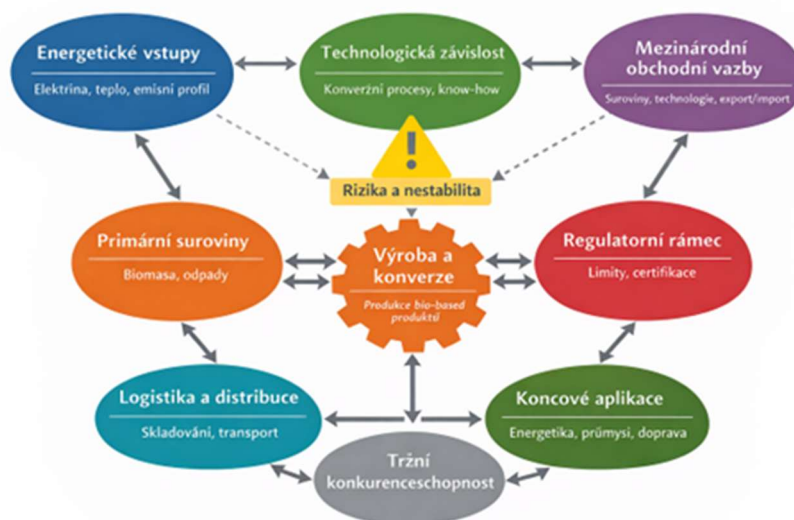 Energetické vstupy
Elektřina, teplo, emisní profil
Technologická závislost
Konverzní procesy, know-how
Mezinárodní
obchodní vazby
Suroviny, technologie, export/import
Rizika a nestabilita
Primární suroviny
Biomasa, odpady
Výroba a
konverze
Produkce bio-based
produktů
Regulatorní rámec
Limity, certifikace
Logistika a distribuce
Skladování, transport
Koncové aplikace
Energetika, průmysl, doprava
Tržní
konkurenceschopnost